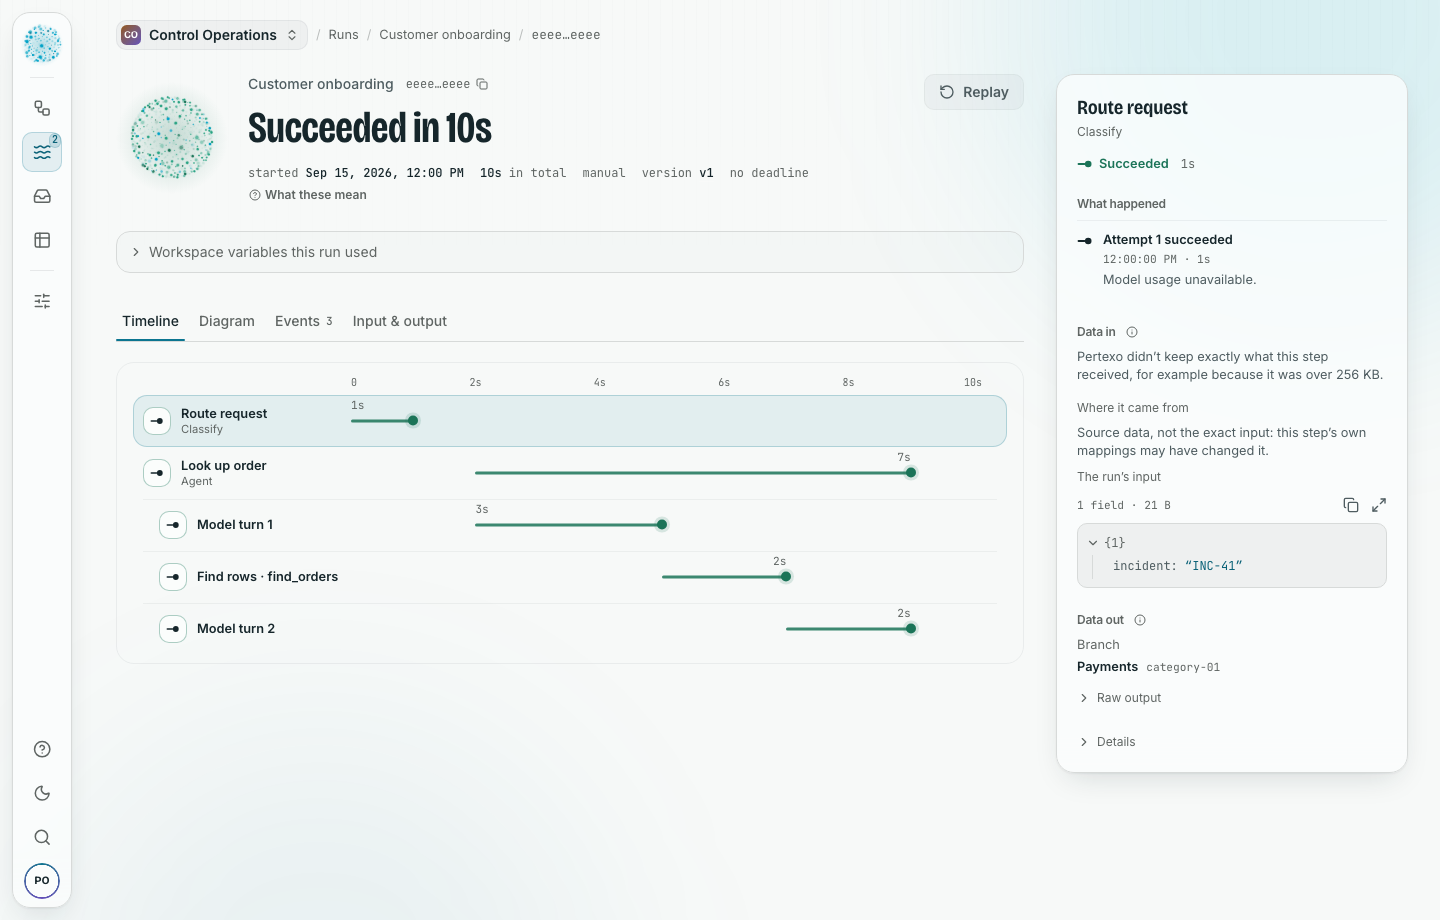 CO Control Operations / Runs / Customer onboarding / eeee…eeee
2
Customer onboarding eeee…eeee
Replay
Succeeded in 10s
started Sep 15, 2026, 12:00 PM 10s in total manual version v1 no deadline
What these mean
Workspace variables this run used
Timeline Diagram Events 3 Input & output
0 2s 4s 6s 8s 10s
Route request
Classify
1s
Look up order
Agent
7s
Model turn 1
3s
Find rows · find_orders
2s
Model turn 2
2s
PO
Route request
Classify
Succeeded 1s
What happened
Attempt 1 succeeded
12:00:00 PM · 1s
Model usage unavailable.
Data in
Pertexo didn’t keep exactly what this step
received, for example because it was over 256 KB.
Where it came from
Source data, not the exact input: this step’s own
mappings may have changed it.
The run’s input
1 field · 21 B
{1}
incident: “INC-41”
Data out
Branch
Payments category-01
Raw output
Details